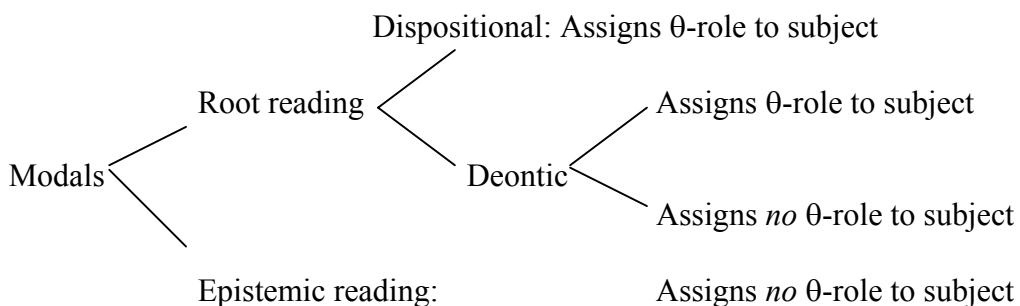 Dispositional: Assigns θ-role to subject
Root reading
Assigns θ-role to subject
Modals
Deontic
Assigns no θ-role to subject
Epistemic reading:
Assigns no θ-role to subject